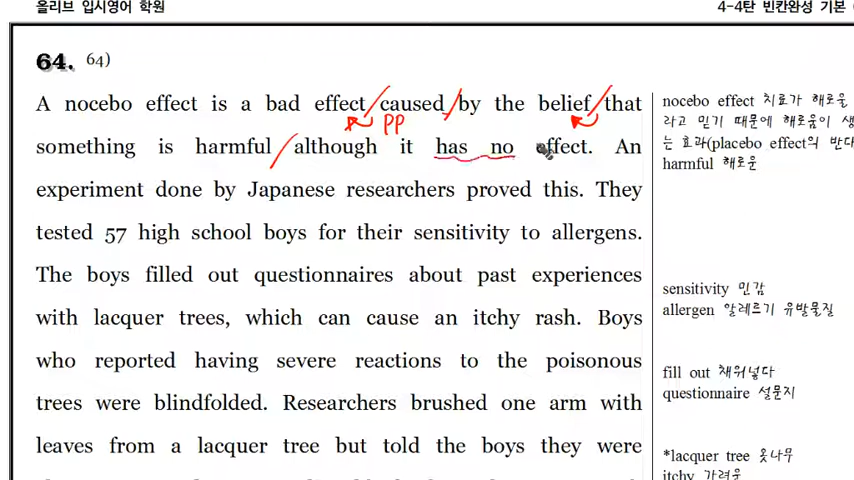 올리브 입시영어 학원
4-4탄 빈칸완성 기본
64. 64)
A nocebo effect is a bad effect caused by the belief that
pp
something is harmful although it has no effect. An
experiment done by Japanese researchers proved this. They
tested 57 high school boys for their sensitivity to allergens.
The boys filled out questionnaires about past experiences
with lacquer trees, which can cause an itchy rash. Boys
who reported having severe reactions to the poisonous
trees were blindfolded. Researchers brushed one arm with
leaves from a lacquer tree but told the boys they were
nocebo effect 치료가 해로울
라고 믿기 때문에 해로움이 생
는 효과(placebo effect의 반대
harmful 해로운
sensitivity 민감
allergen 알레르기 유발물질
fill out 채워넣다
questionnaire 설문지
*lacquer tree 옻나무
itchy 가려운